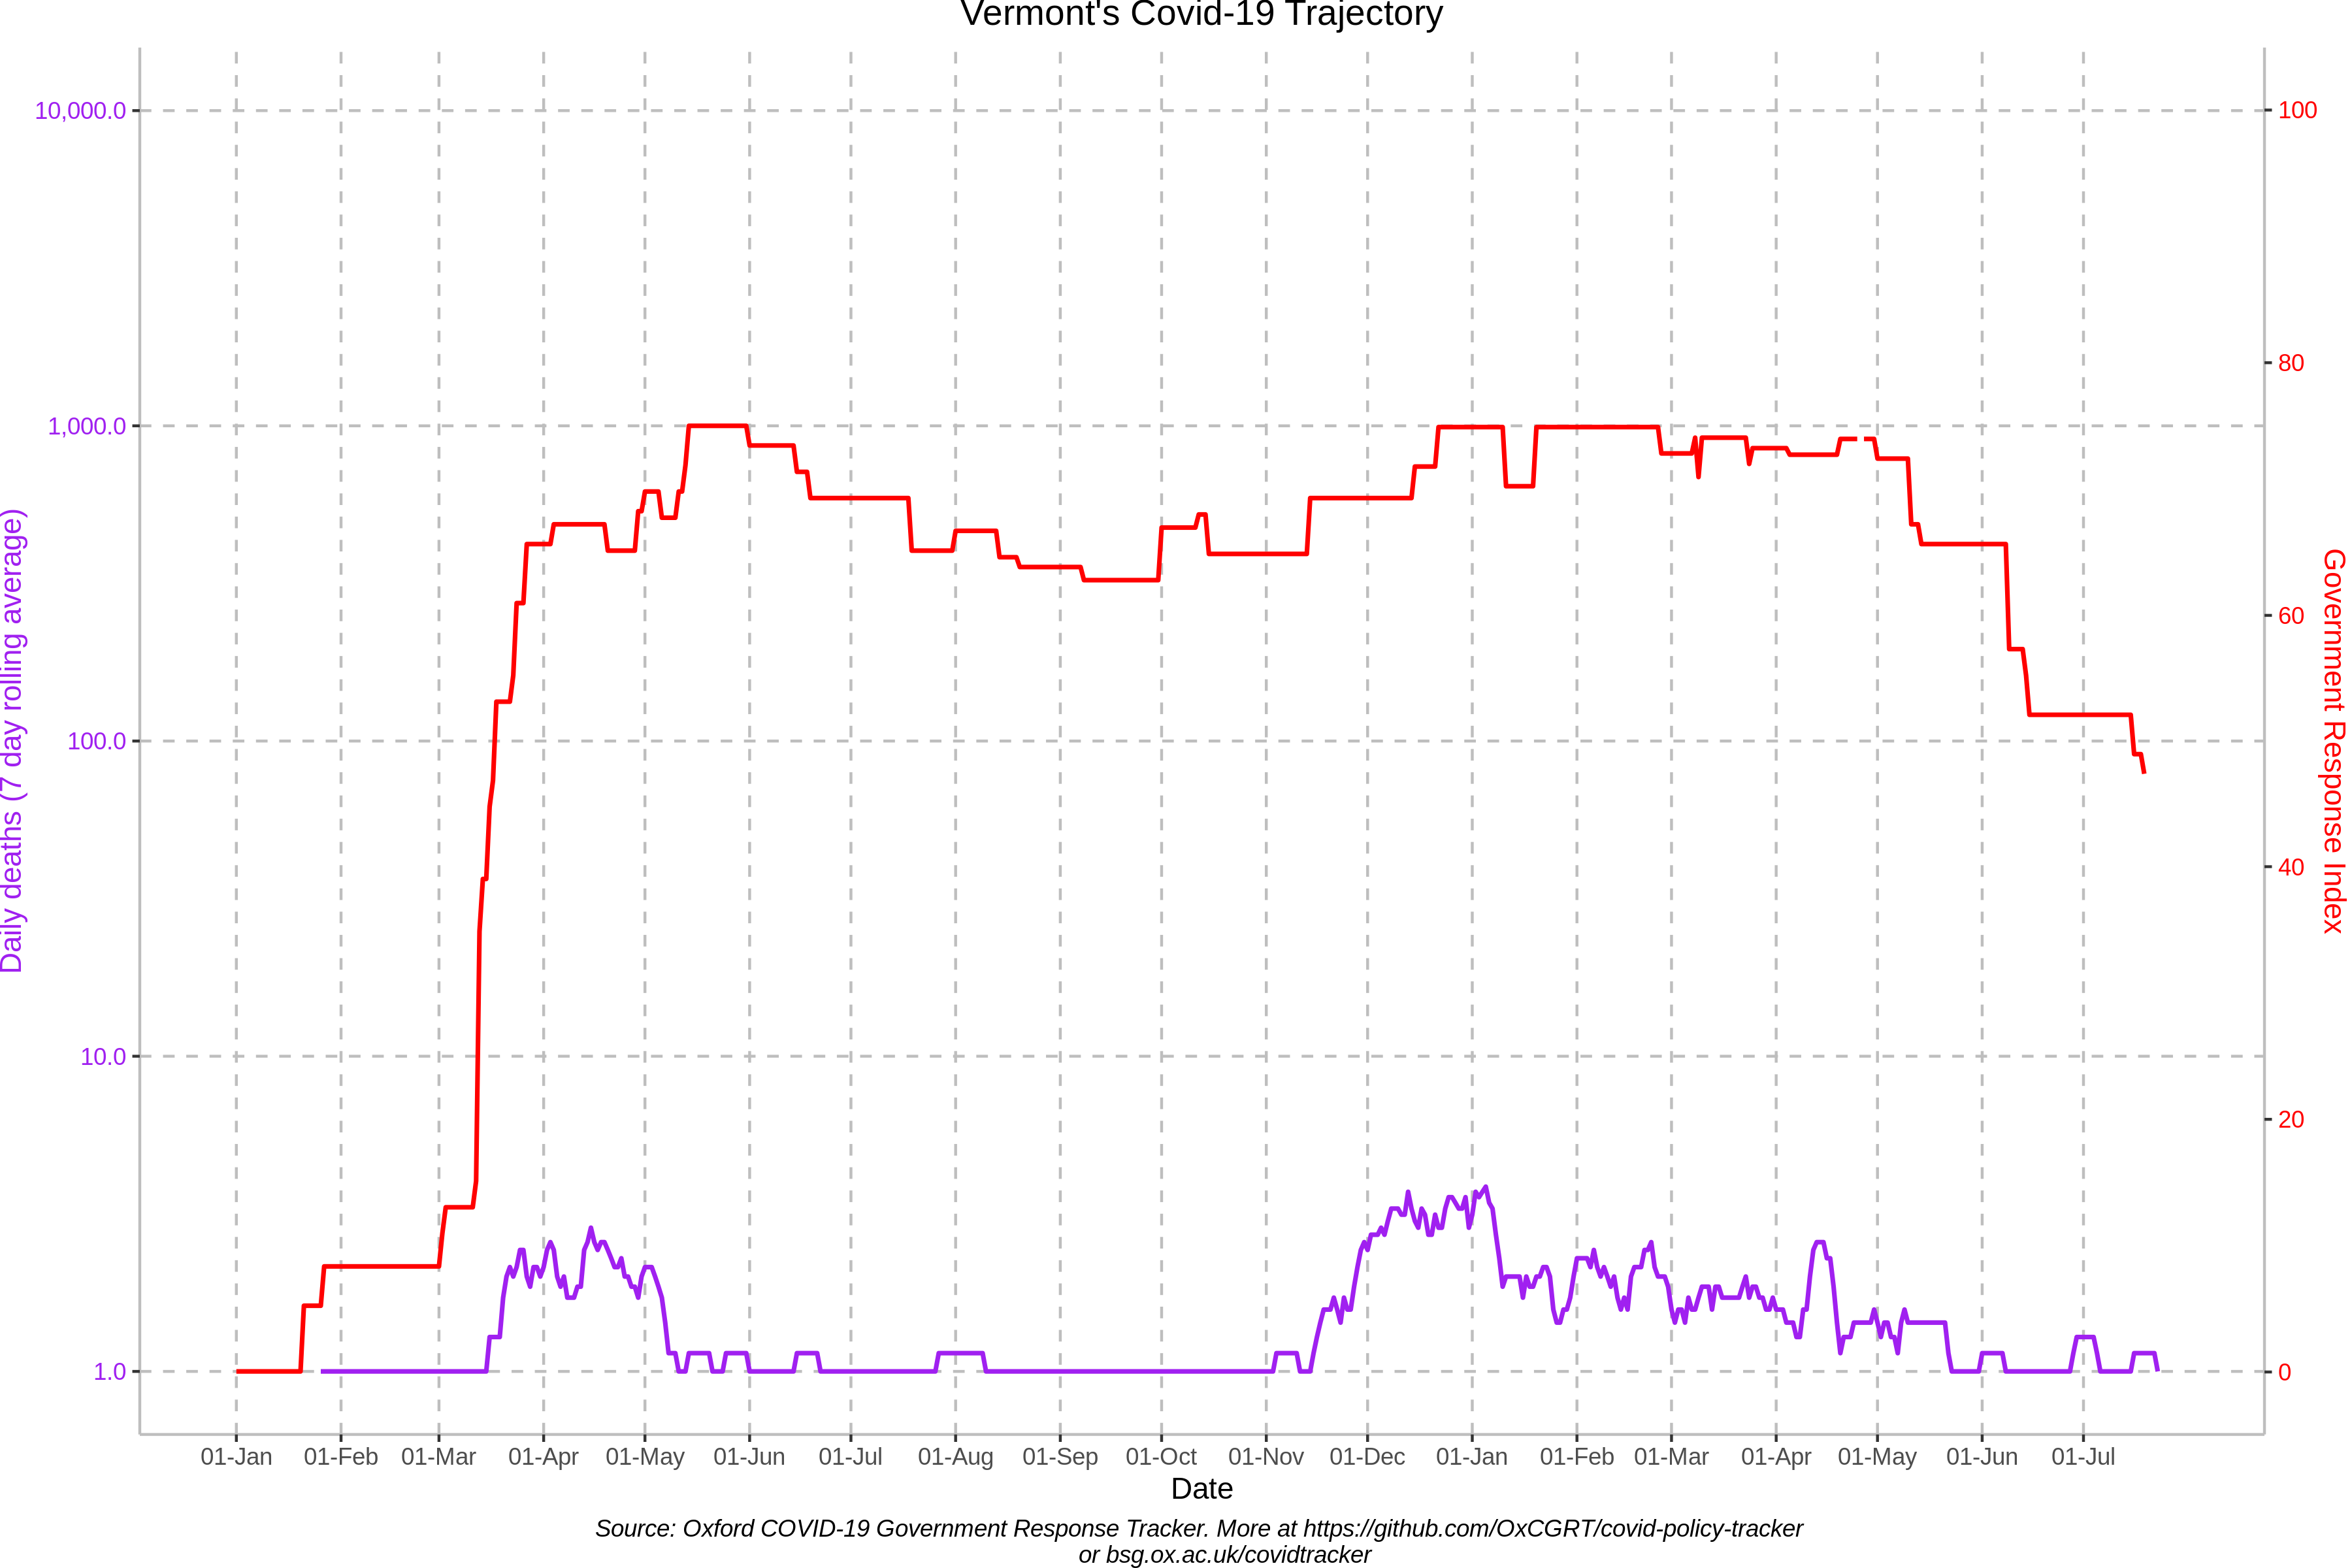 Vermont's Covid-19 Trajectory
10,000.0
1,000.0
100.0
10.0
1.0
Daily deaths (7 day rolling average)
100
80
60
40
20
0
Government Response Index
01-Jan 01-Feb 01-Mar 01-Apr 01-May 01-Jun 01-Jul 01-Aug 01-Sep 01-Oct 01-Nov 01-Dec 01-Jan 01-Feb 01-Mar 01-Apr 01-May 01-Jun 01-Jul
Date
Source: Oxford COVID-19 Government Response Tracker. More at https://github.com/OxCGRT/covid-policy-tracker
or bsg.ox.ac.uk/covidtracker